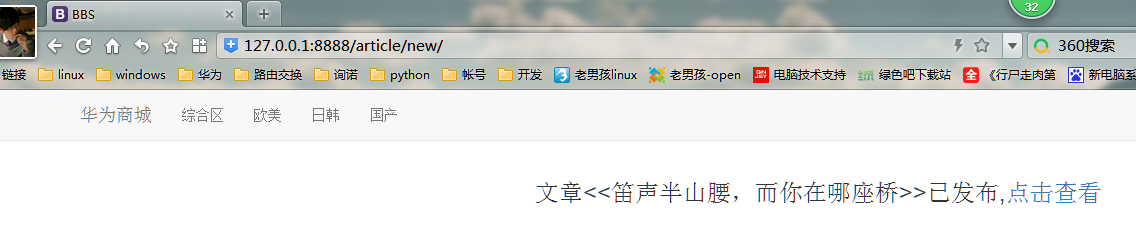 32
BBS
127.0.0.1:8888/article/new/
360搜索
链接 linux windows 华为 路由交换 询诺 python 帐号 开发 老男孩linux 老男孩-open 电脑技术支持 绿色吧下载站 全 《行尸走肉第 新电脑系
华为商城 综合区 欧美 日韩 国产
文章<<笛声半山腰，而你在哪座桥>>已发布,点击查看